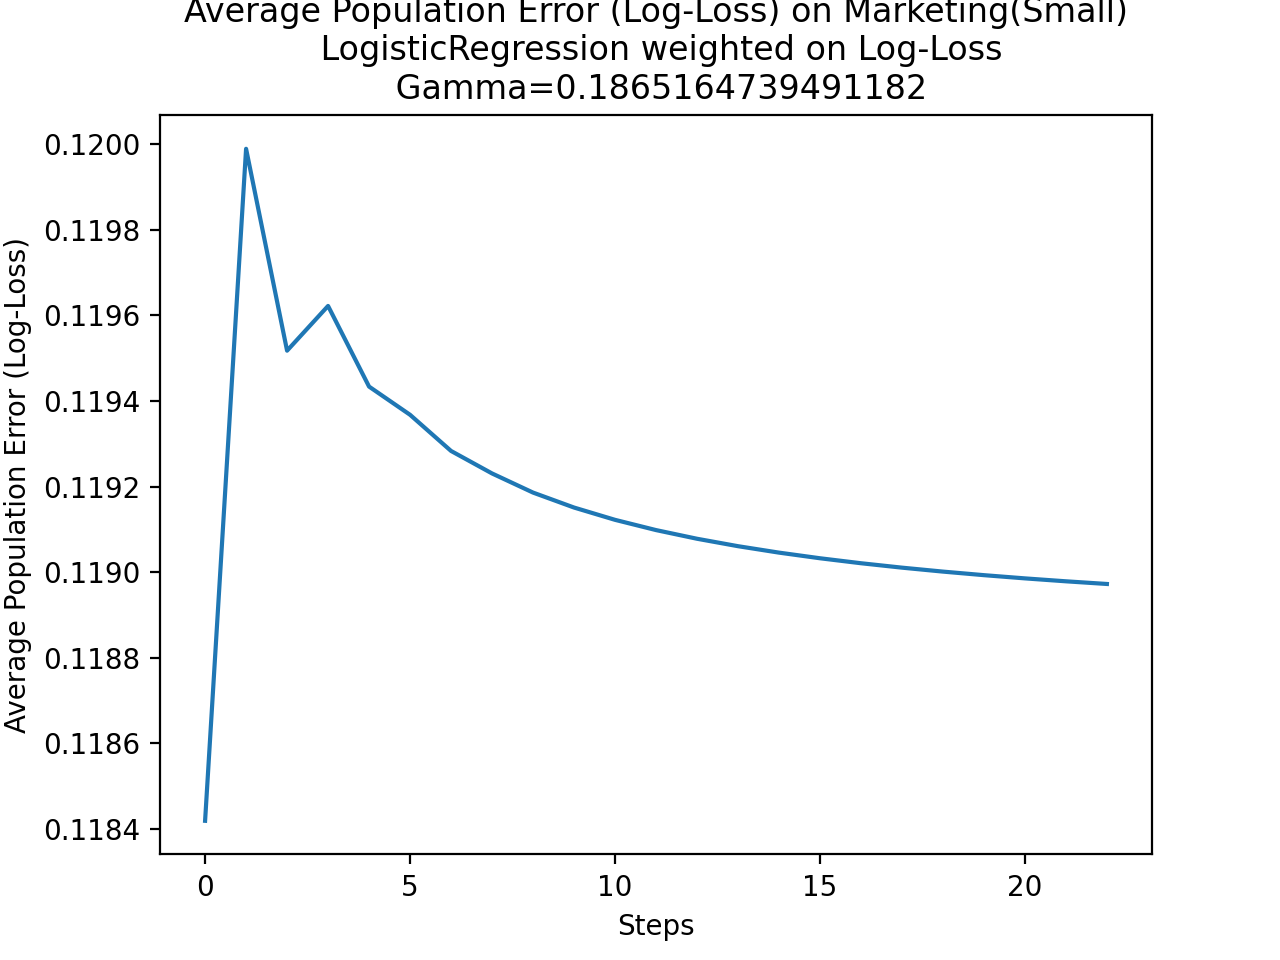 Average Population Error (Log-Loss) on Marketing(Small)
LogisticRegression weighted on Log-Loss
Gamma=0.1865164739491182
Average Population Error (Log-Loss)
0.1200
0.1198
0.1196
0.1194
0.1192
0.1190
0.1188
0.1186
0.1184
0 5 10 15 20
Steps